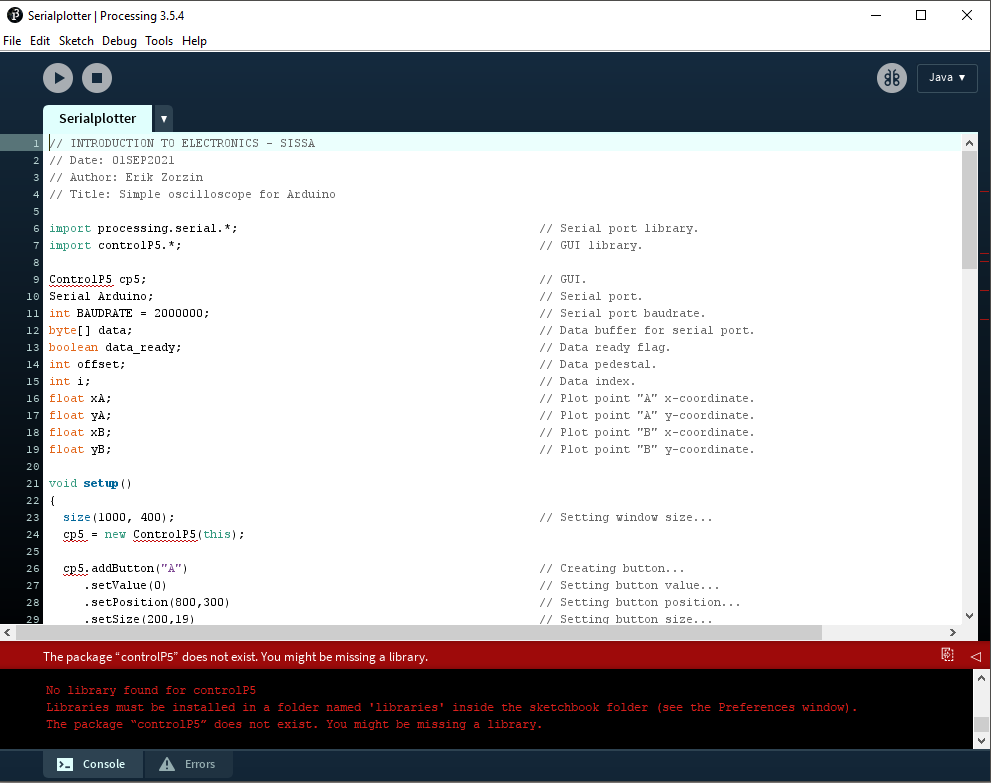 Serialplotter | Processing 3.5.4
File Edit Sketch Debug Tools Help
Java ▼
Serialplotter ▼
1 // INTRODUCTION TO ELECTRONICS - SISSA
2 // Date: 01SEP2021
3 // Author: Erik Zorzin
4 // Title: Simple oscilloscope for Arduino
5
6 import processing.serial.*; // Serial port library.
7 import controlP5.*; // GUI library.
8
9 ControlP5 cp5; // GUI.
10 Serial Arduino; // Serial port.
11 int BAUDRATE = 2000000; // Serial port baudrate.
12 byte[] data; // Data buffer for serial port.
13 boolean data_ready; // Data ready flag.
14 int offset; // Data pedestal.
15 int i; // Data index.
16 float xA; // Plot point "A" x-coordinate.
17 float yA; // Plot point "A" y-coordinate.
18 float xB; // Plot point "B" x-coordinate.
19 float yB; // Plot point "B" y-coordinate.
20
21 void setup()
22 {
23 size(1000, 400); // Setting window size...
24 cp5 = new ControlP5(this);
25
26 cp5.addButton("A") // Creating button...
27 .setValue(0) // Setting button value...
28 .setPosition(800,300) // Setting button position...
29 .setSize(200,19) // Setting button size...
The package “controlP5” does not exist. You might be missing a library.
No library found for controlP5
Libraries must be installed in a folder named 'libraries' inside the sketchbook folder (see the Preferences window).
The package “controlP5” does not exist. You might be missing a library.
Console Errors